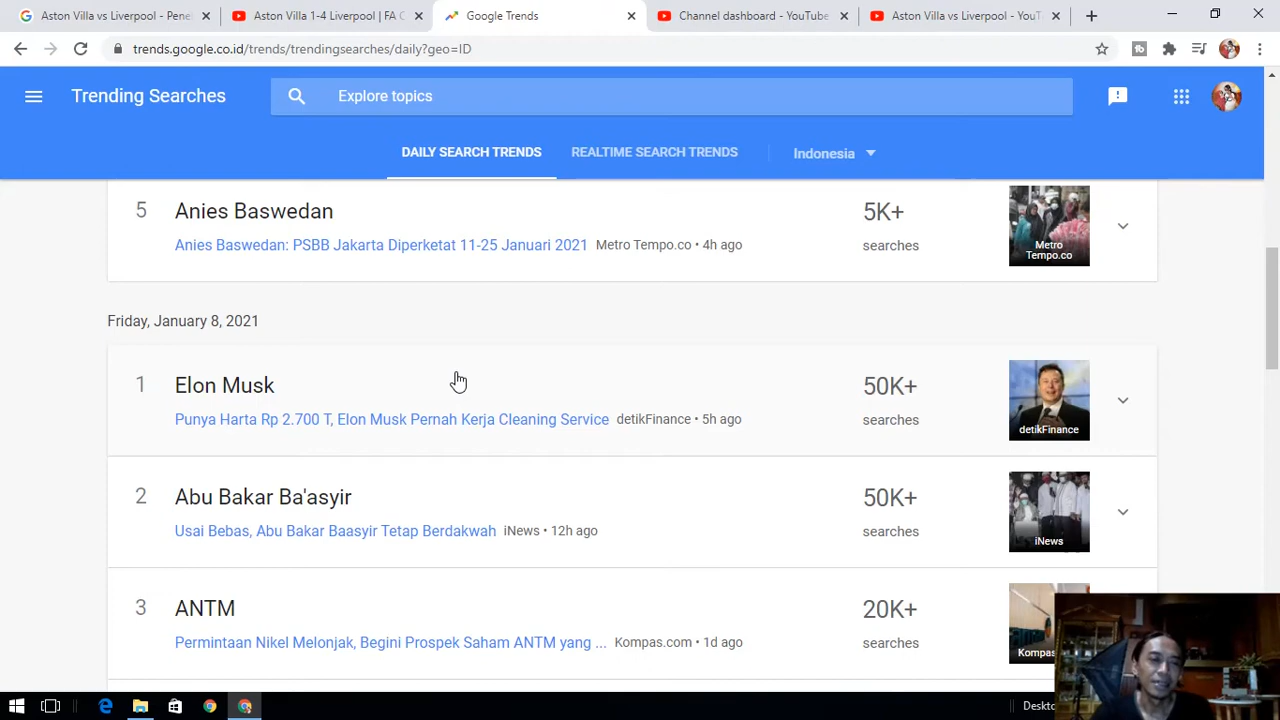 Aston Villa vs Liverpool - Pene
Aston Villa 1-4 Liverpool | FA C
Google Trends
Channel dashboard - YouTube
Aston Villa vs Liverpool - YouT
trends.google.co.id/trends/trendingsearches/daily?geo=ID
Trending Searches
Explore topics
DAILY SEARCH TRENDS
REALTIME SEARCH TRENDS
Indonesia
5
Anies Baswedan
5K+
Anies Baswedan: PSBB Jakarta Diperketat 11-25 Januari 2021
Metro Tempo.co • 4h ago
searches
Metro
Tempo.co
Friday, January 8, 2021
1
Elon Musk
50K+
Punya Harta Rp 2.700 T, Elon Musk Pernah Kerja Cleaning Service
detikFinance • 5h ago
searches
detikFinance
2
Abu Bakar Ba'asyir
50K+
Usai Bebas, Abu Bakar Baasyir Tetap Berdakwah
iNews • 12h ago
searches
iNews
3
ANTM
20K+
Permintaan Nikel Melonjak, Begini Prospek Saham ANTM yang ...
Kompas.com • 1d ago
searches
Kompas
Deskto